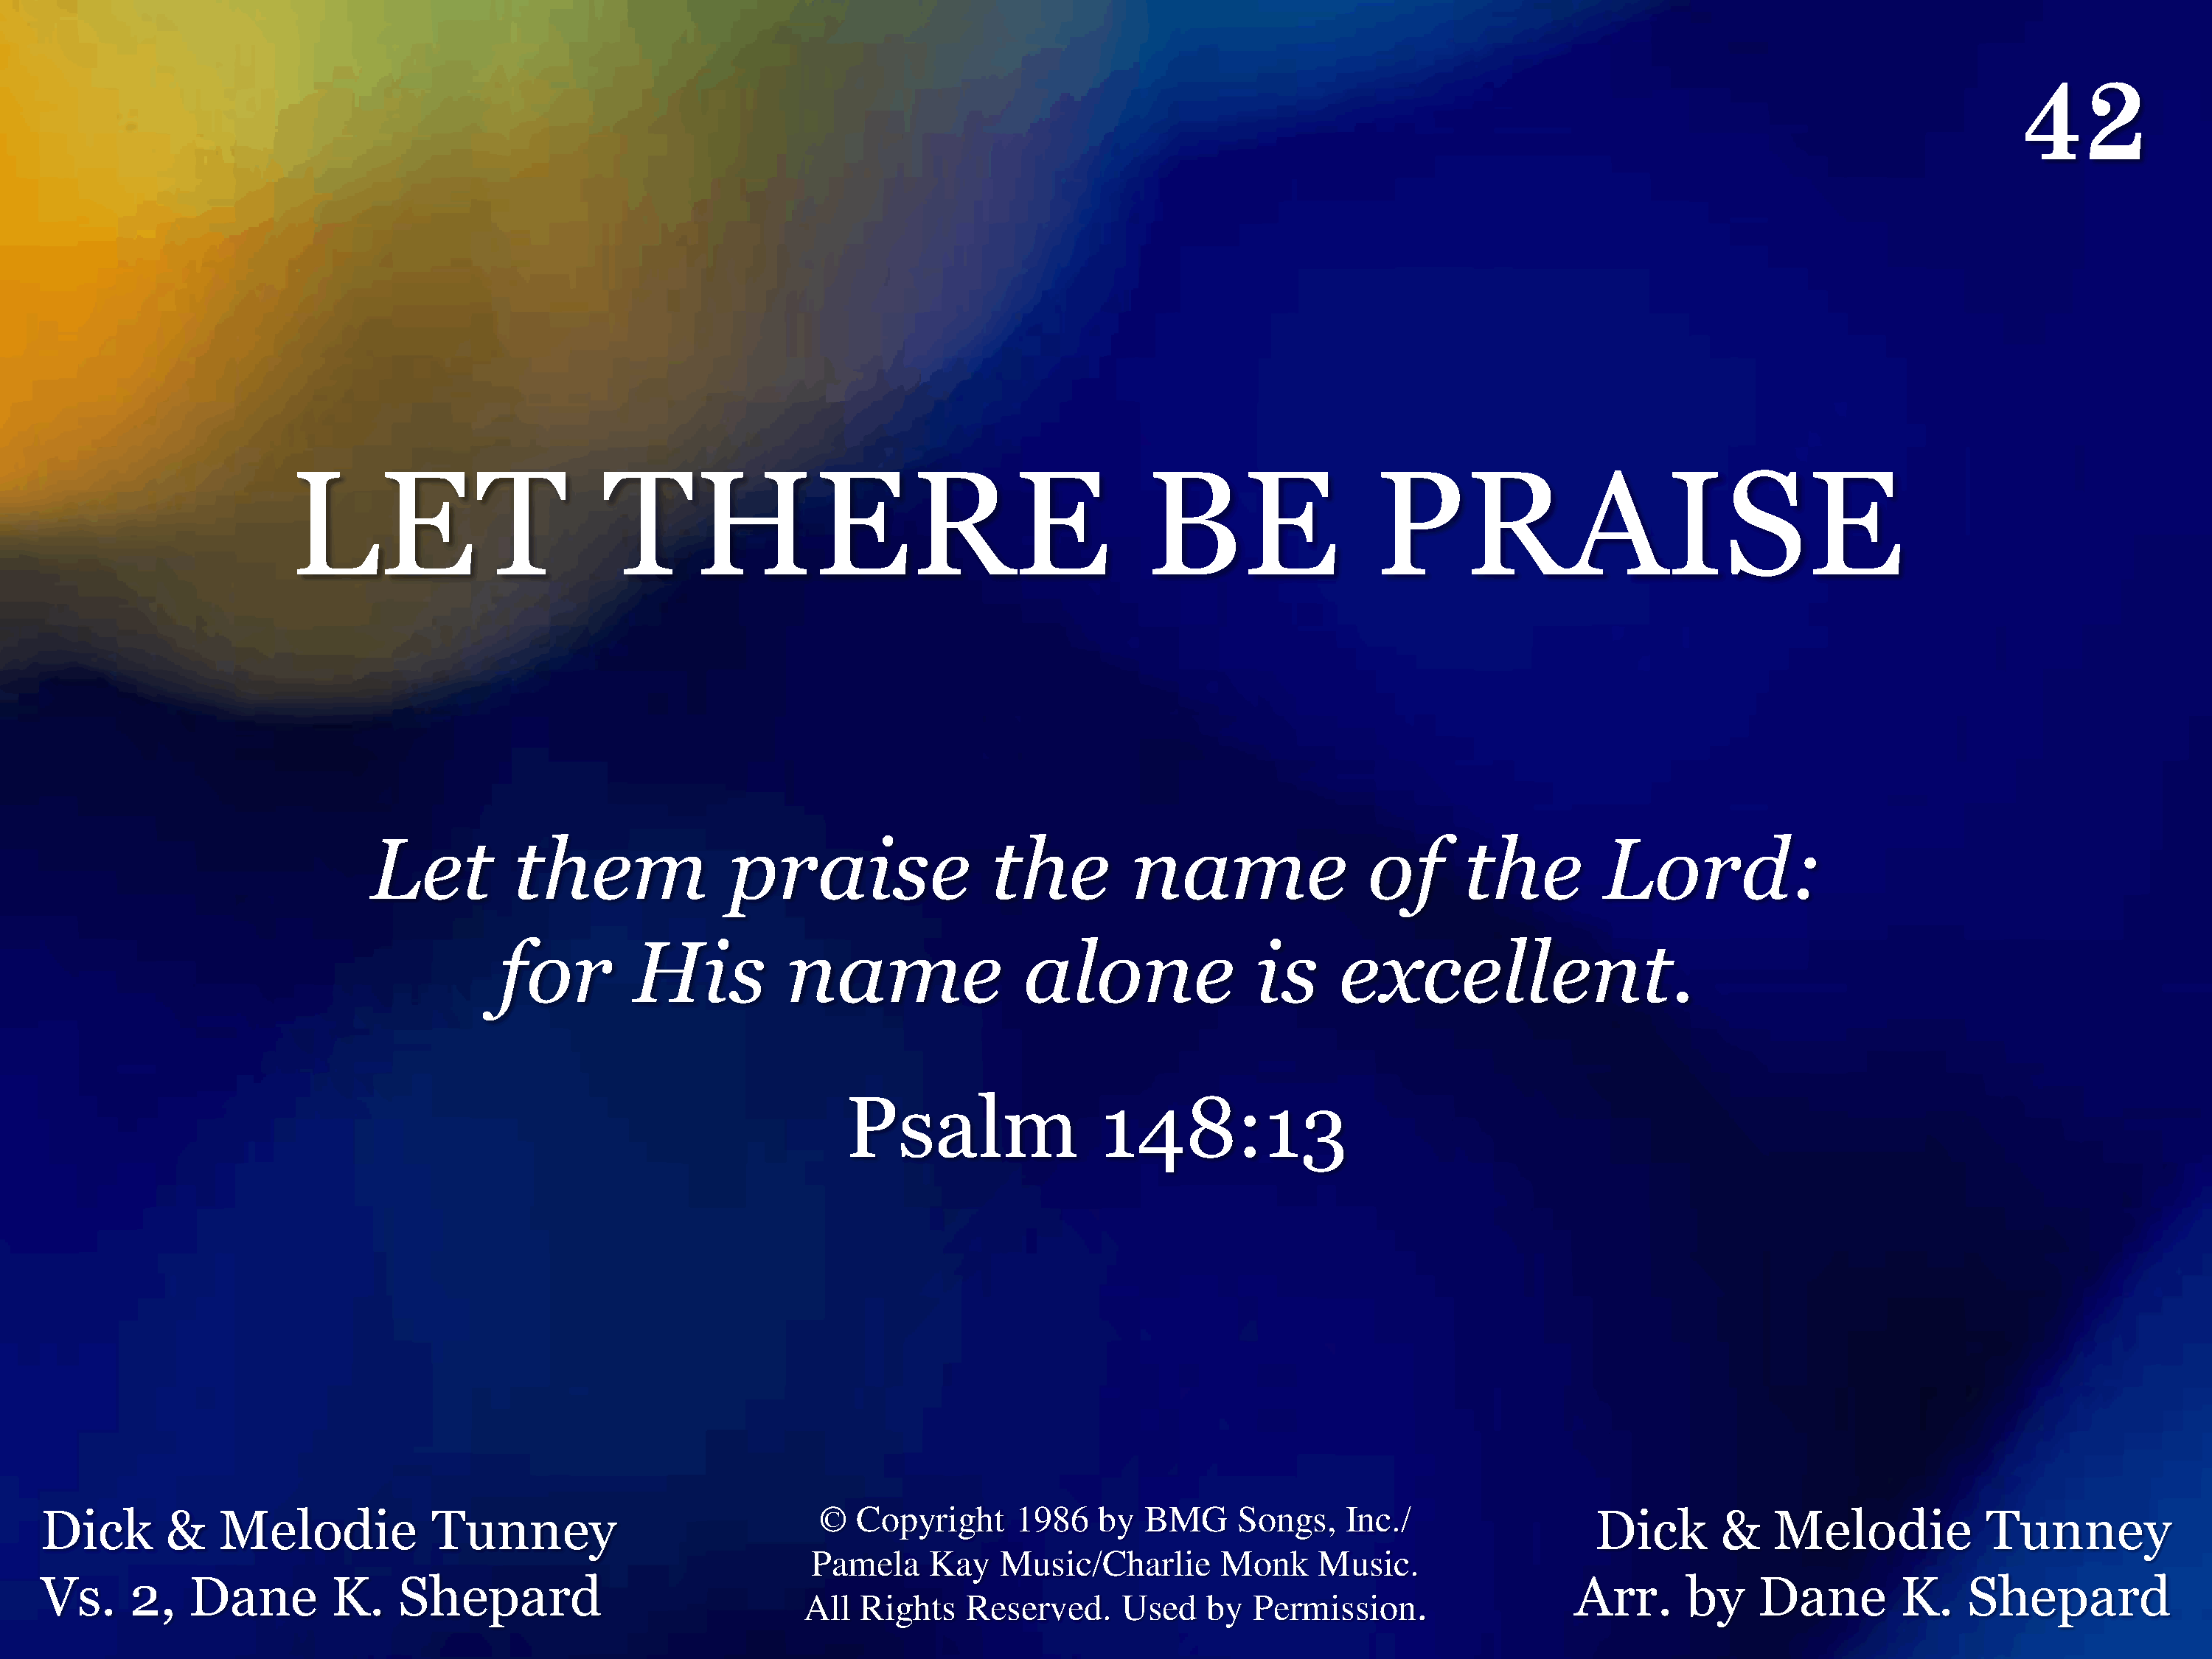 42
LET THERE BE PRAISE
Let them praise the name of the Lord:
for His name alone is excellent.
Psalm 148:13
Dick & Melodie Tunney
Vs. 2, Dane K. Shepard
© Copyright 1986 by BMG Songs, Inc./
Pamela Kay Music/Charlie Monk Music.
All Rights Reserved. Used by Permission.
Dick & Melodie Tunney
Arr. by Dane K. Shepard